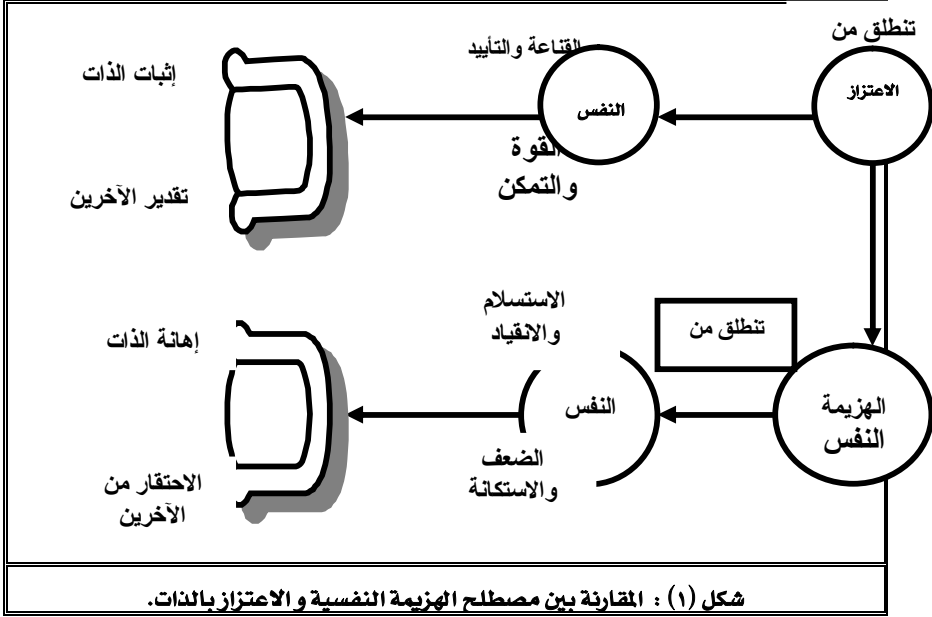 تنطلق من
الاعتزاز
القناعة والتأييد
النفس
القوة
والتمكن
إثبات الذات
تقدير الآخرين
تنطلق من
الهزيمة
النفس
الاستسلام
والانقياد
النفس
الضعف
والاستكانة
إهانة الذات
الاحتقار من
الآخرين
شكل (١) : المقارنة بين مصطلح الهزيمة النفسية و الاعتزاز بالذات.